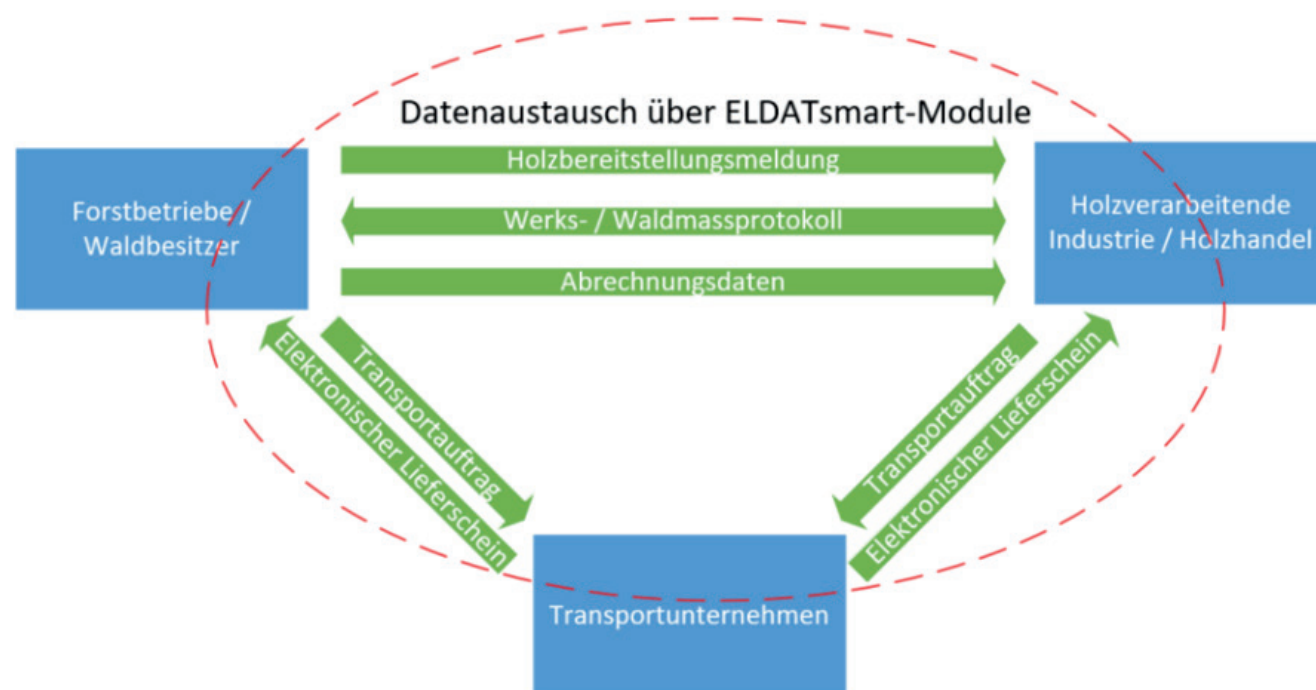 Datenaustausch über ELDATsmart-Module
Forstbetriebe /
Waldbesitzer
Holzbereitstellungsmeldung
Werks- / Waldmassprotokoll
Abrechnungsdaten
Holzverarbeitende
Industrie / Holzhandel
Transportauftrag
Elektronischer Lieferschein
Transportauftrag
Elektronischer Lieferschein
Transportunternehmen